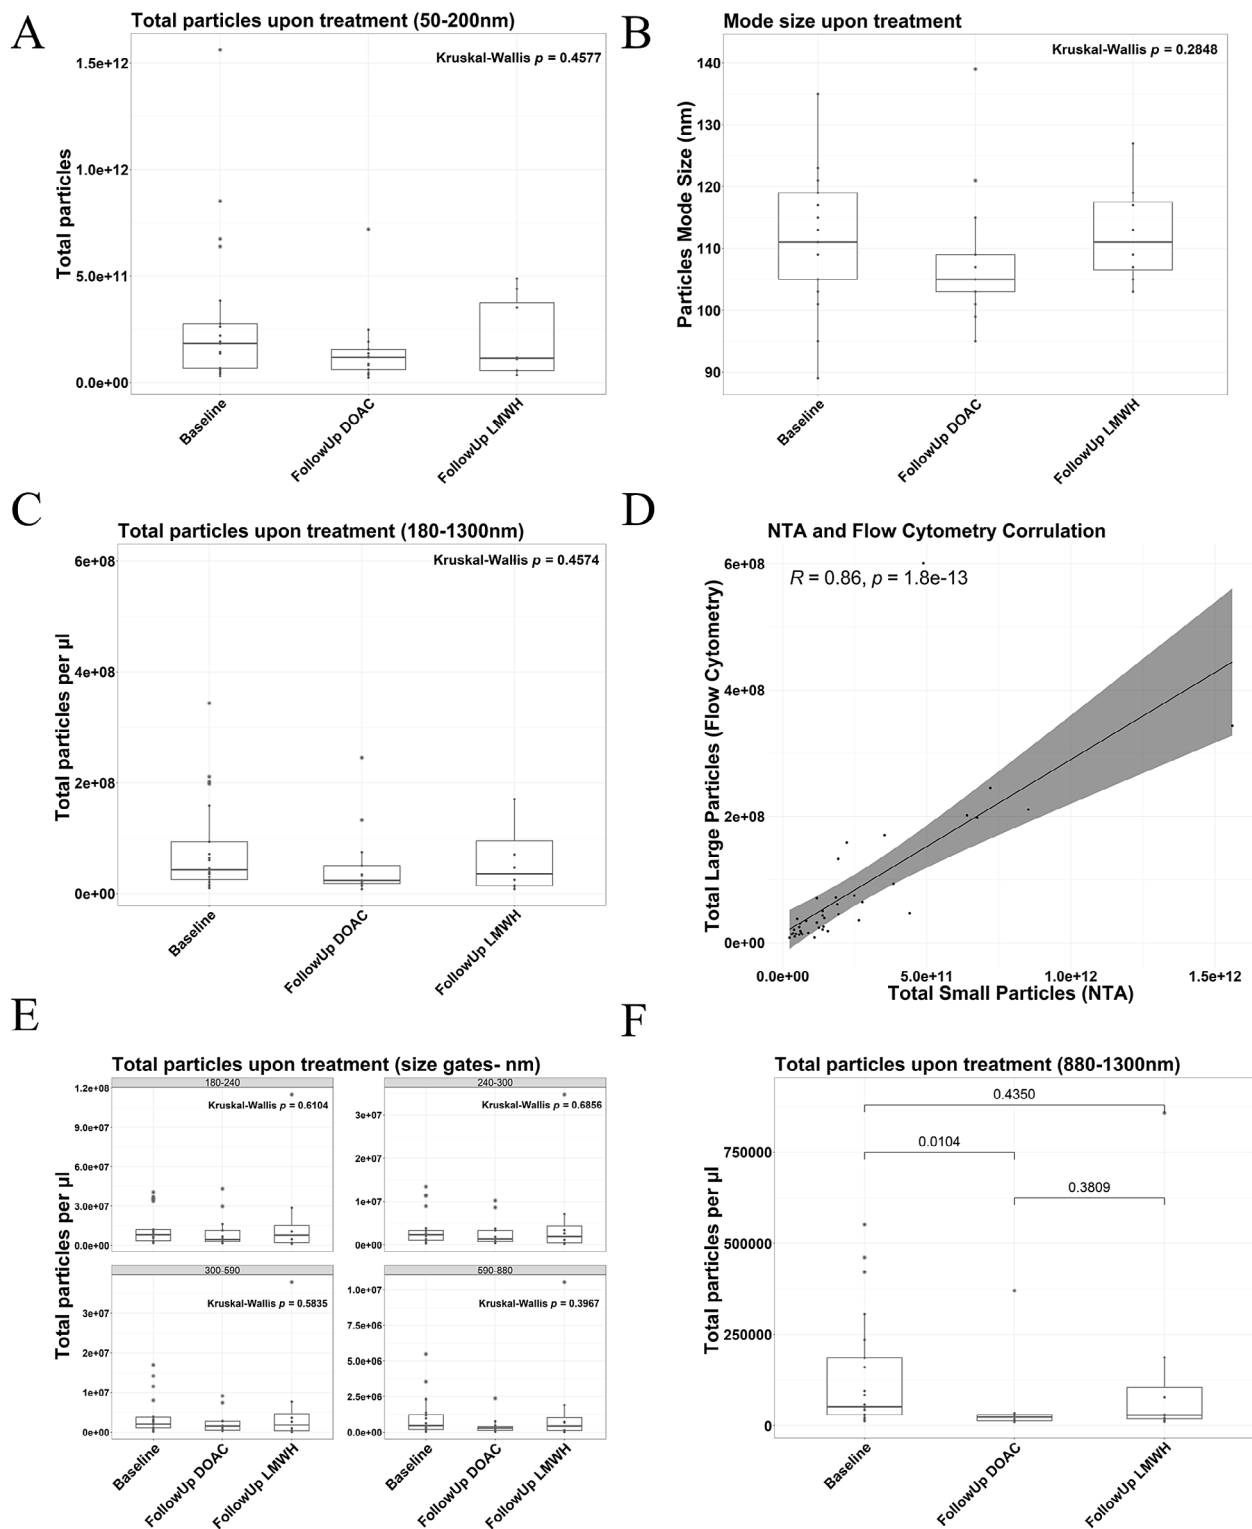 A
Total particles upon treatment (50-200nm)
Kruskal-Wallis p = 0.4577
Total particles
1.5e+12
1.0e+12
5.0e+11
0.0e+00
Baseline
FollowUp DOAC
FollowUp LMWH
B
Mode size upon treatment
Kruskal-Wallis p = 0.2848
Particles Mode Size (nm)
140
130
120
110
100
90
Baseline
FollowUp DOAC
FollowUp LMWH
C
Total particles upon treatment (180-1300nm)
Kruskal-Wallis p = 0.4574
Total particles per µl
6e+08
4e+08
2e+08
0e+00
Baseline
FollowUp DOAC
FollowUp LMWH
D
NTA and Flow Cytometry Corrulation
R = 0.86, p = 1.8e-13
Total Large Particles (Flow Cytometry)
6e+08
4e+08
2e+08
0e+00
0.0e+00
5.0e+11
1.0e+12
1.5e+12
Total Small Particles (NTA)
E
Total particles upon treatment (size gates- nm)
Total particles per µl
180-240
Kruskal-Wallis p = 0.6104
1.2e+08
9.0e+07
6.0e+07
3.0e+07
0.0e+00
240-300
Kruskal-Wallis p = 0.6856
3e+07
2e+07
1e+07
0e+00
300-590
Kruskal-Wallis p = 0.5835
3e+07
2e+07
1e+07
0e+00
590-880
Kruskal-Wallis p = 0.3967
1.0e+07
7.5e+06
5.0e+06
2.5e+06
0.0e+00
Baseline
FollowUp DOAC
FollowUp LMWH
Baseline
FollowUp DOAC
FollowUp LMWH
F
Total particles upon treatment (880-1300nm)
Total particles per µl
0.4350
0.0104
0.3809
750000
500000
250000
0
Baseline
FollowUp DOAC
FollowUp LMWH